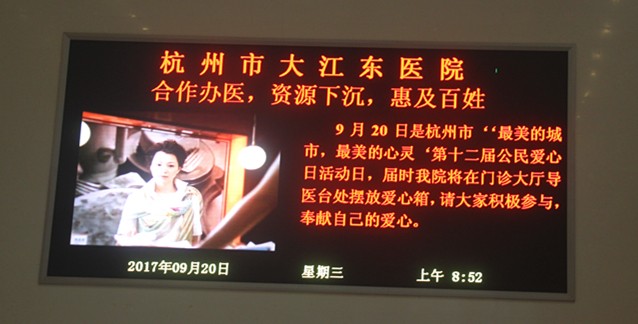 杭州市大江东医院
合作办医，资源下沉，惠及百姓
9月20日是杭州市‘‘最美的城
市，最美的心灵‘第十二届公民爱心
日活动日，届时我院将在门诊大厅导
医台处摆放爱心箱，请大家积极参与，
奉献自己的爱心。
2017年09月20日 星期三 上午 8:52